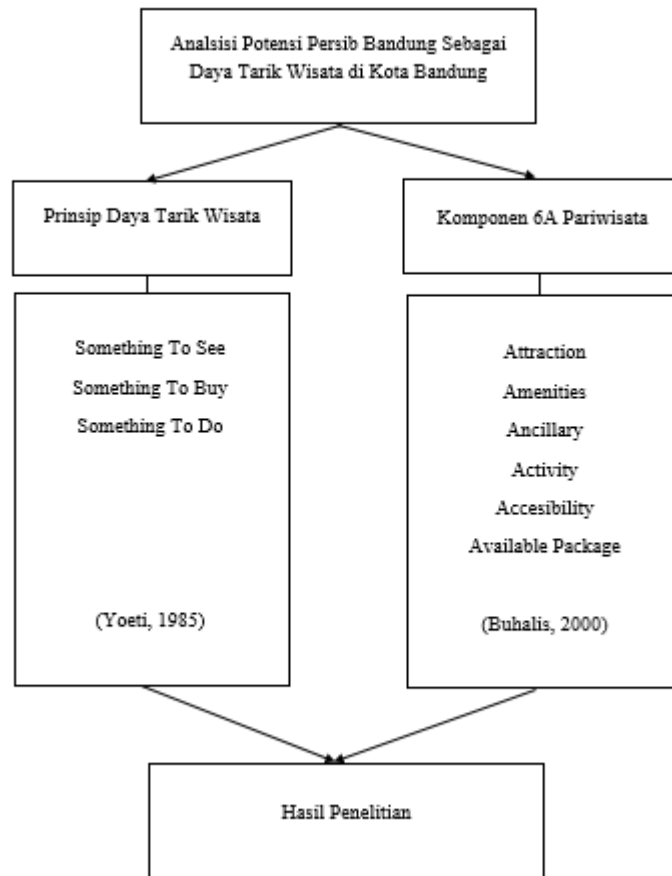 Analsisi Potensi Persib Bandung Sebagai
Daya Tarik Wisata di Kota Bandung
Prinsip Daya Tarik Wisata
Komponen 6A Pariwisata
Something To See
Something To Buy
Something To Do
(Yoeti, 1985)
Attraction
Amenities
Ancillary
Activity
Accesibility
Available Package
(Buhalis, 2000)
Hasil Penelitian